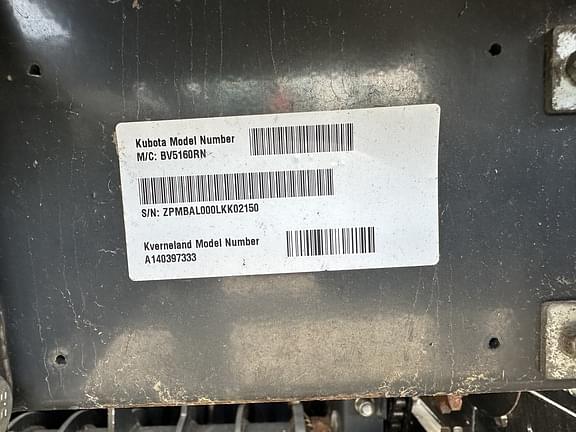 Kubota Model Number
M/C: BV5160RN
S/N: ZPMBAL000LKK02150
Kverneland Model Number
A140397333